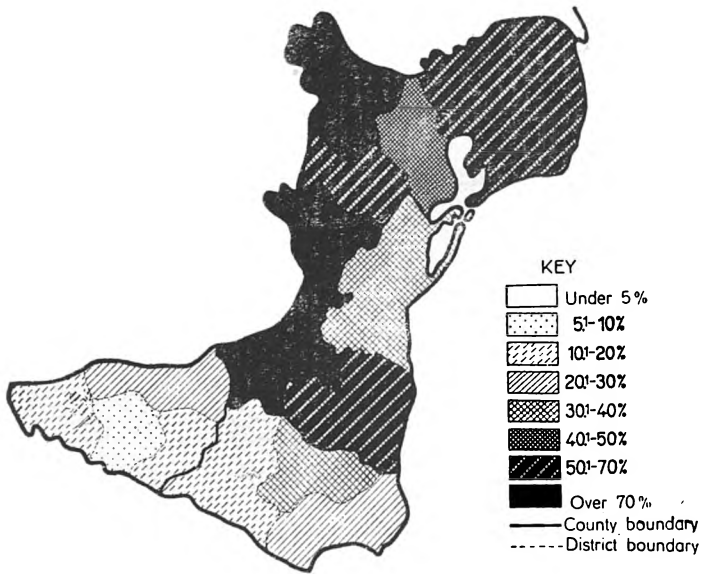 KEY
Under 5%
5.1-10%
10.1-20%
20.1-30%
30.1-40%
40.1-50%
50.1-70%
Over 70%
County boundary
District boundary